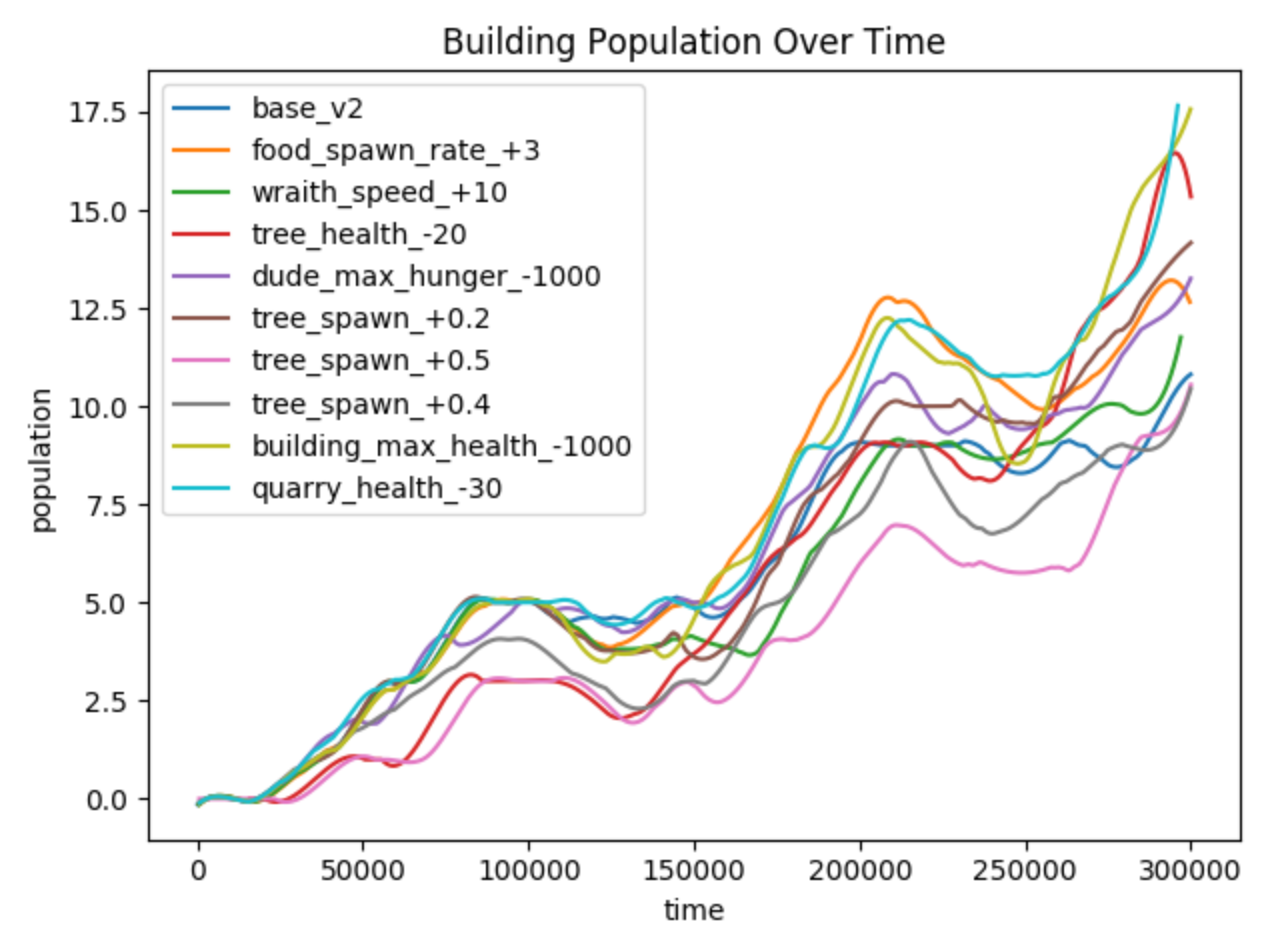 Building Population Over Time
17.5
15.0
12.5
10.0
7.5
5.0
2.5
0.0
population
base_v2
food_spawn_rate_+3
wraith_speed_+10
tree_health_-20
dude_max_hunger_-1000
tree_spawn_+0.2
tree_spawn_+0.5
tree_spawn_+0.4
building_max_health_-1000
quarry_health_-30
0 50000 100000 150000 200000 250000 300000
time